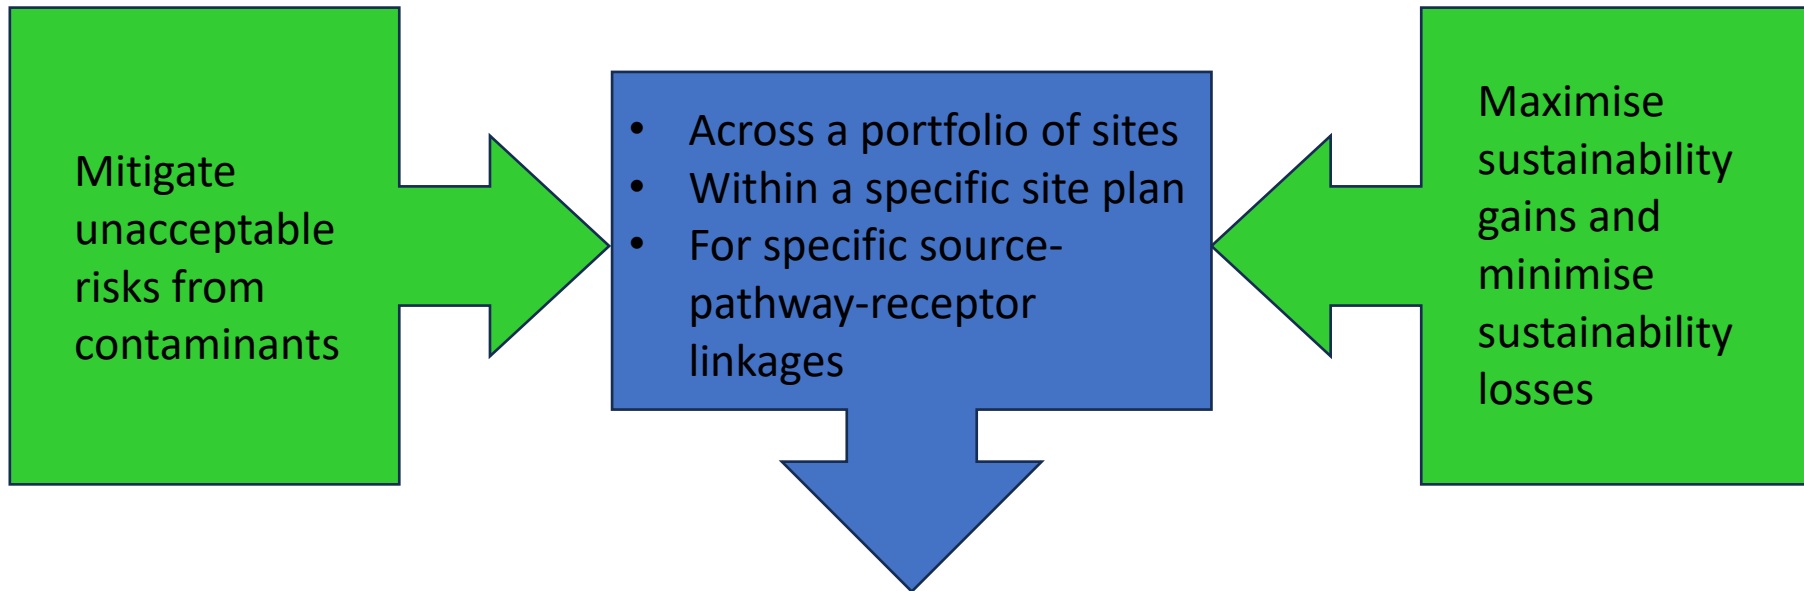 Mitigate
unacceptable
risks from
contaminants
• Across a portfolio of sites
• Within a specific site plan
• For specific source-
pathway-receptor
linkages
Maximise
sustainability
gains and
minimise
sustainability
losses